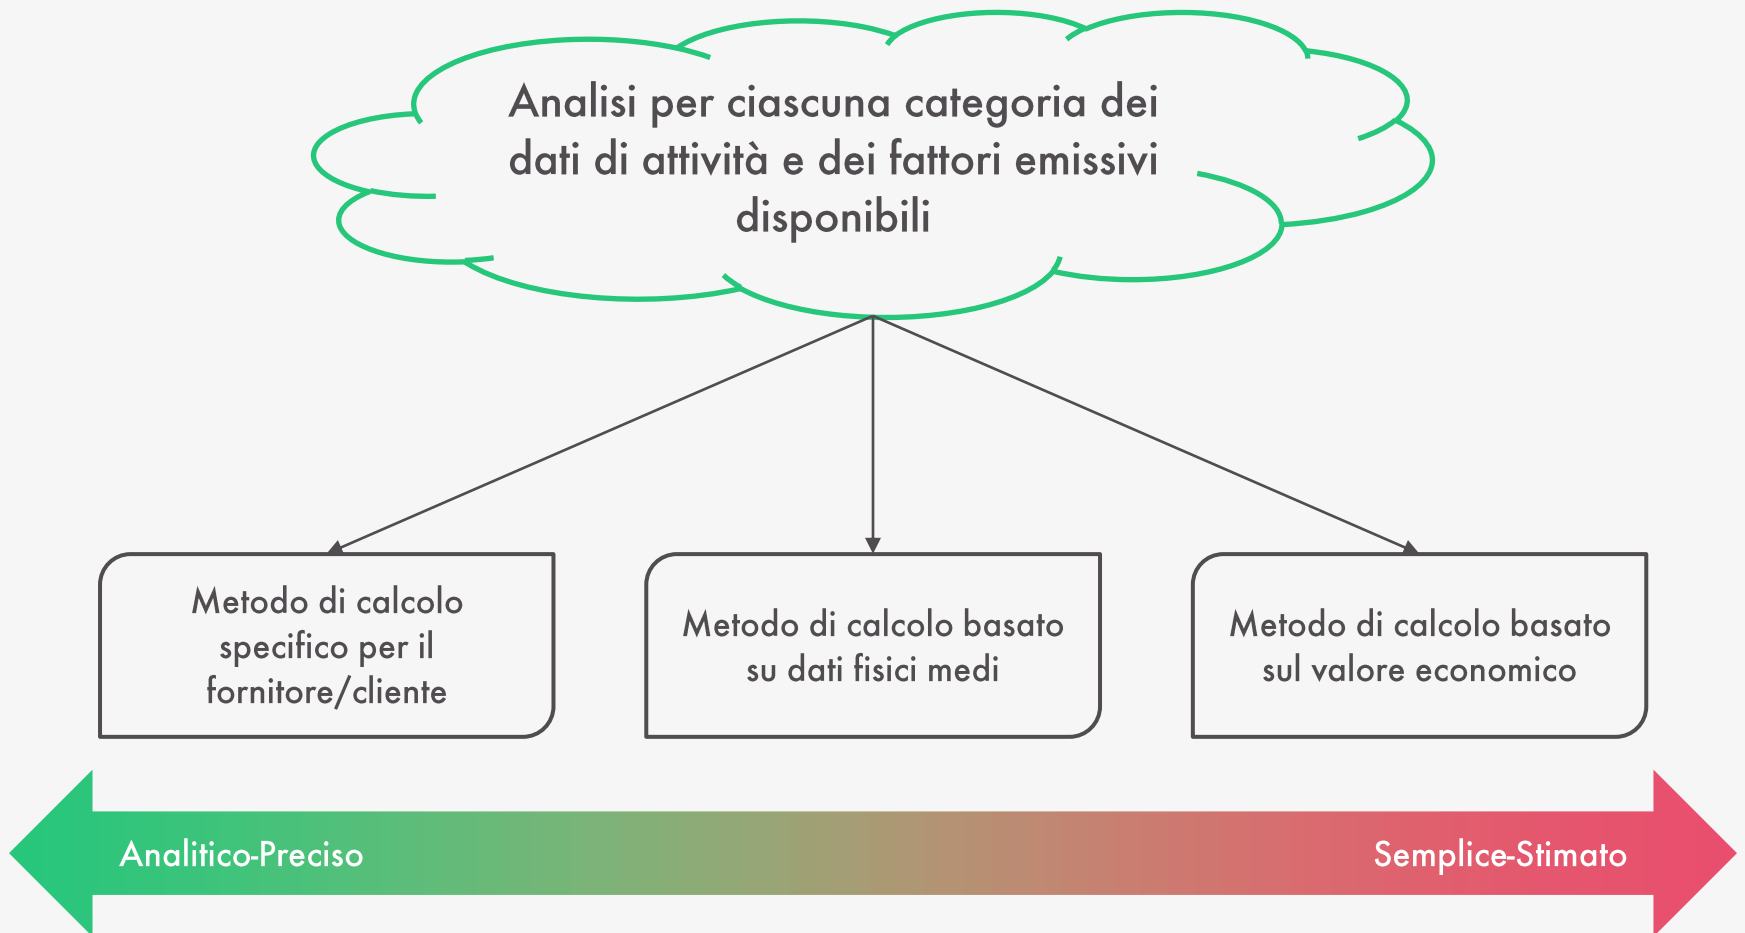 Analisi per ciascuna categoria dei
dati di attività e dei fattori emissivi
disponibili
Metodo di calcolo
specifico per il
fornitore/cliente
Metodo di calcolo basato
su dati fisici medi
Metodo di calcolo basato
sul valore economico
Analitico-Preciso
Semplice-Stimato